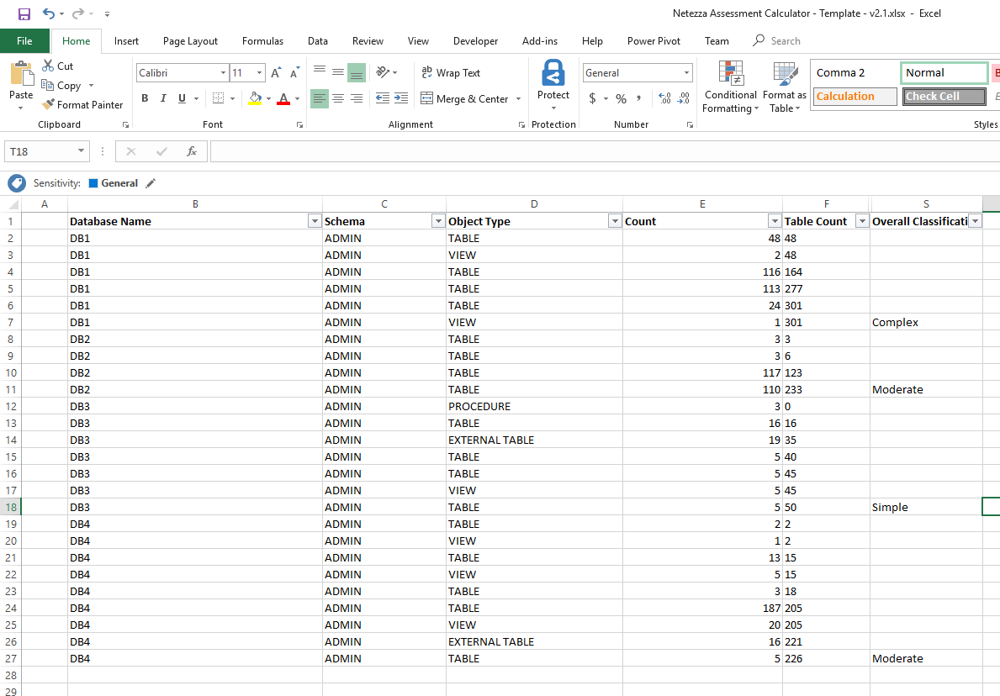 Netezza Assessment Calculator - Template - v2.1.xlsx - Excel
File Home Insert Page Layout Formulas Data Review View Developer Add-ins Help Power Pivot Team Search
Paste
Cut
Copy
Format Painter
Clipboard
Calibri 11
B I U A
Font
Wrap Text
Merge & Center
Alignment
Protect
Protection
General
$ % ,
Number
Conditional Formatting
Format as Table
Comma 2 Normal
Calculation Check Cell
Styles
T18 fx
Sensitivity: General
A B C D E F S
1 Database Name Schema Object Type Count Table Count Overall Classificati
2 DB1 ADMIN TABLE 48 48
3 DB1 ADMIN VIEW 2 48
4 DB1 ADMIN TABLE 116 164
5 DB1 ADMIN TABLE 113 277
6 DB1 ADMIN TABLE 24 301
7 DB1 ADMIN VIEW 1 301 Complex
8 DB2 ADMIN TABLE 3 3
9 DB2 ADMIN TABLE 3 6
10 DB2 ADMIN TABLE 117 123
11 DB2 ADMIN TABLE 110 233 Moderate
12 DB3 ADMIN PROCEDURE 3 0
13 DB3 ADMIN TABLE 16 16
14 DB3 ADMIN EXTERNAL TABLE 19 35
15 DB3 ADMIN TABLE 5 40
16 DB3 ADMIN TABLE 5 45
17 DB3 ADMIN VIEW 5 45
18 DB3 ADMIN TABLE 5 50 Simple
19 DB4 ADMIN TABLE 2 2
20 DB4 ADMIN VIEW 1 2
21 DB4 ADMIN TABLE 13 15
22 DB4 ADMIN VIEW 5 15
23 DB4 ADMIN TABLE 3 18
24 DB4 ADMIN TABLE 187 205
25 DB4 ADMIN VIEW 20 205
26 DB4 ADMIN EXTERNAL TABLE 16 221
27 DB4 ADMIN TABLE 5 226 Moderate
28
29